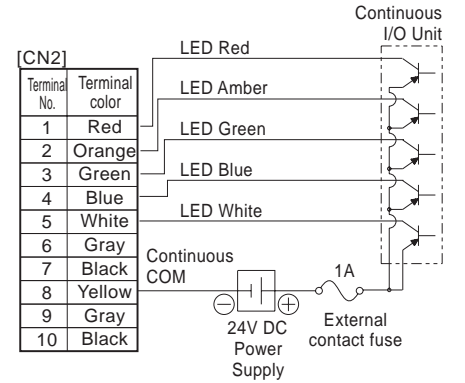 Continuous
I/O Unit
[CN2]
Terminal No.
Terminal color
1 Red
2 Orange
3 Green
4 Blue
5 White
6 Gray
7 Black
8 Yellow
9 Gray
10 Black
LED Red
LED Amber
LED Green
LED Blue
LED White
Continuous
COM
1A
24V DC
Power
Supply
External
contact fuse